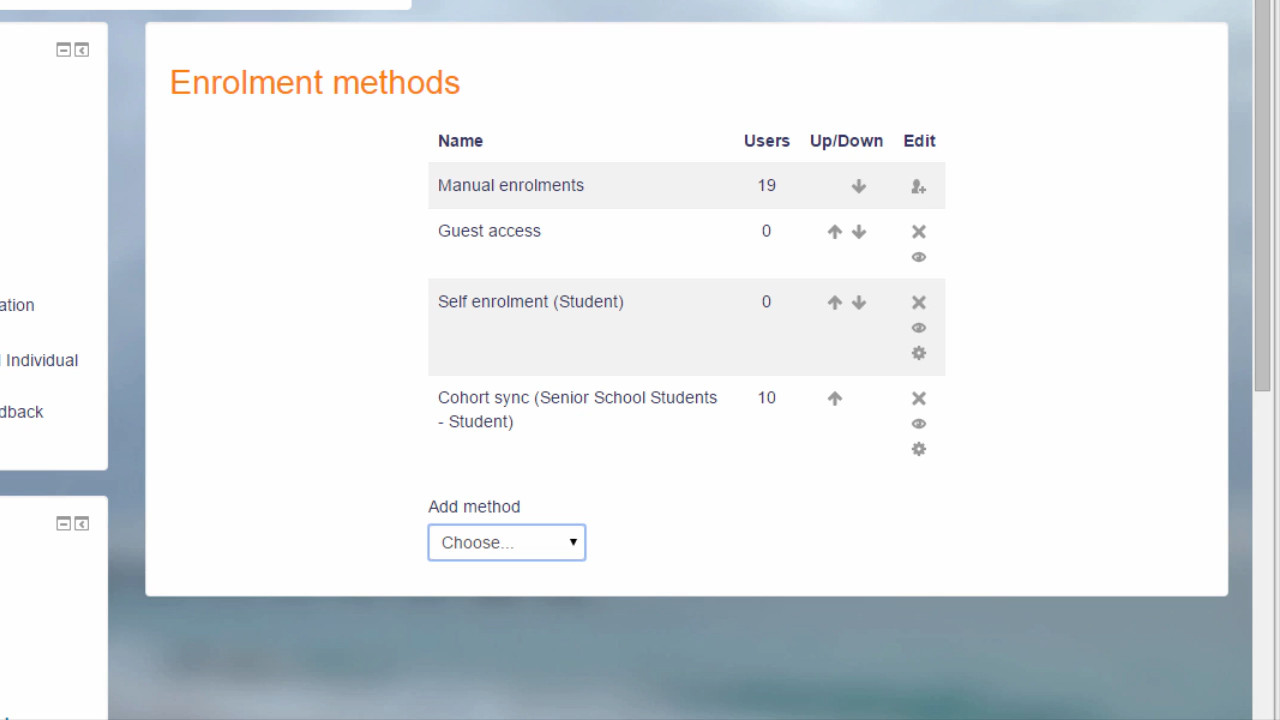 Enrolment methods
Name Users Up/Down Edit
Manual enrolments 19
Guest access 0
Self enrolment (Student) 0
Cohort sync (Senior School Students 10
- Student)
Add method
Choose...
ation
Individual
dback